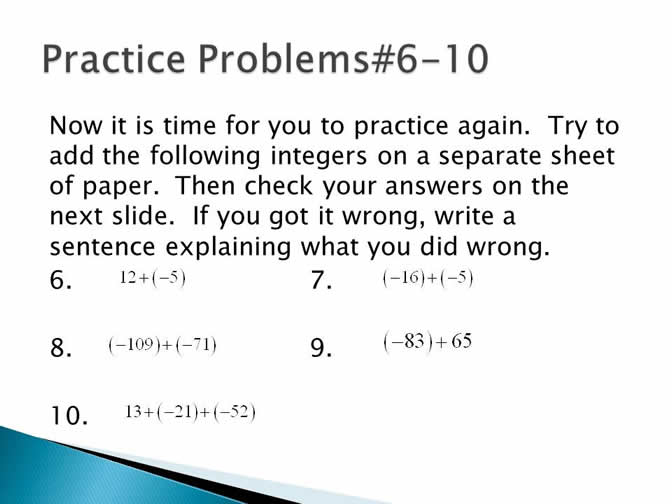 Practice Problems#6-10
Now it is time for you to practice again. Try to
add the following integers on a separate sheet
of paper. Then check your answers on the
next slide. If you got it wrong, write a
sentence explaining what you did wrong.
6. 12+(−5) 7. (−16)+(−5)
8. (−109)+(−71) 9. (−83)+65
10. 13+(−21)+(−52)